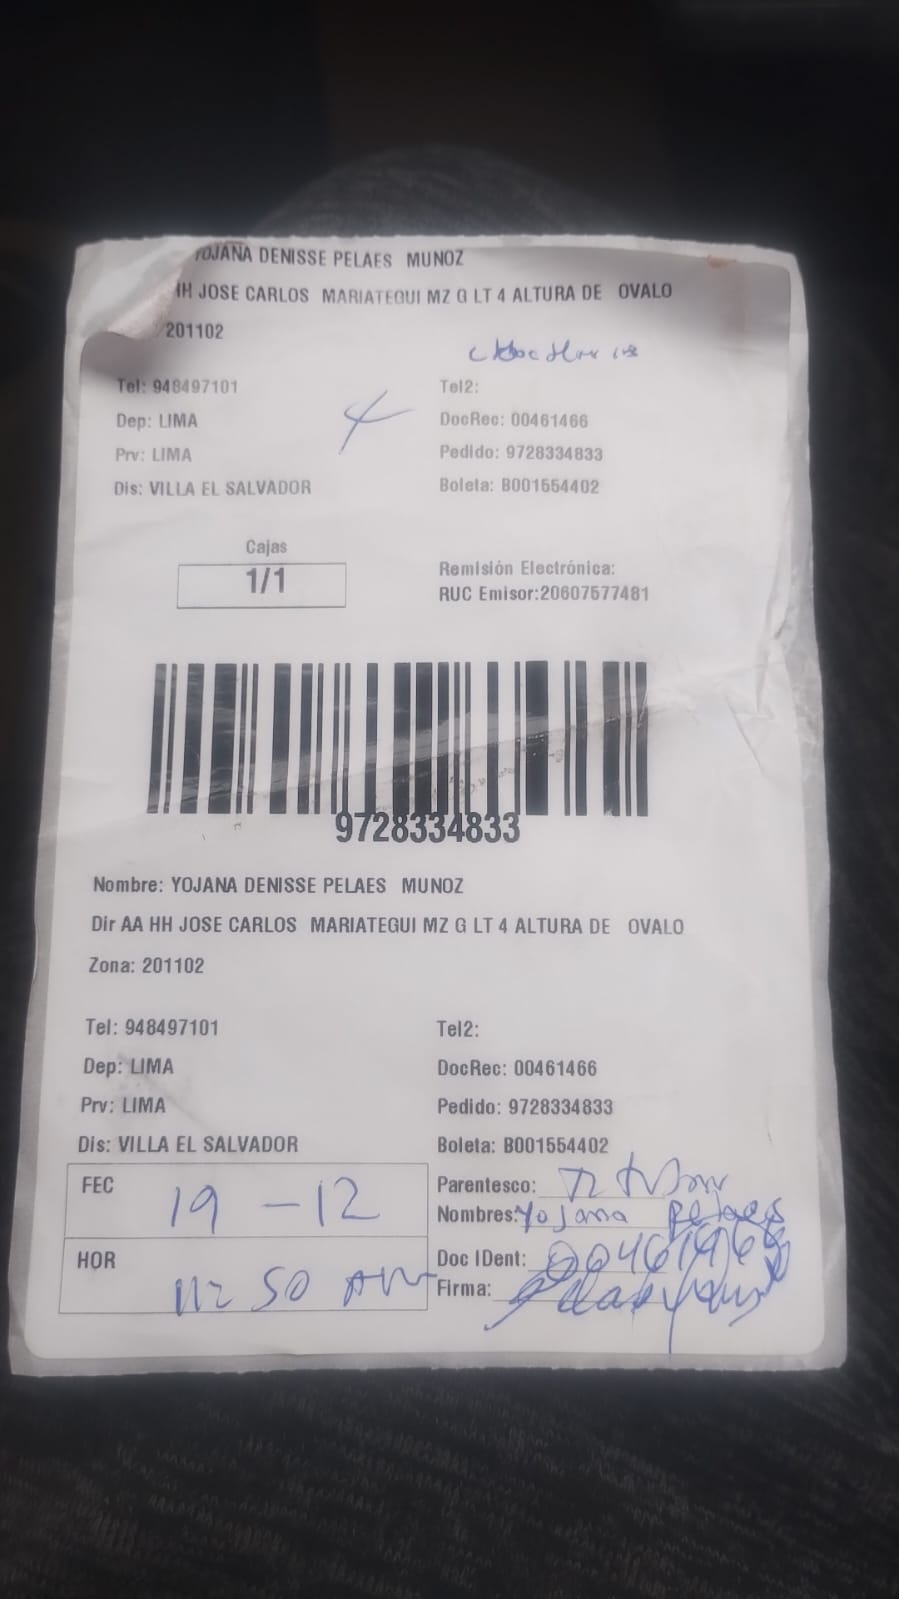 YOJANA DENISSE PELAES MUNOZ
HH JOSE CARLOS MARIATEGUI MZ G LT 4 ALTURA DE OVALO
201102
Tel: 948497101
Tel2:
Dep: LIMA
DocRec: 00461466
Prv: LIMA
Pedido: 9728334833
Dis: VILLA EL SALVADOR
Boleta: B001554402
Cajas
1/1
Remisión Electrónica:
RUC Emisor:20607577481
9728334833
Nombre: YOJANA DENISSE PELAES MUNOZ
Dir AA HH JOSE CARLOS MARIATEGUI MZ G LT 4 ALTURA DE OVALO
Zona: 201102
Tel: 948497101
Tel2:
Dep: LIMA
DocRec: 00461466
Prv: LIMA
Pedido: 9728334833
Dis: VILLA EL SALVADOR
Boleta: B001554402
FEC 19 - 12
Parentesco:
Nombres: Yojana Pelaes
HOR 50 AM
Doc IDent:
Firma: